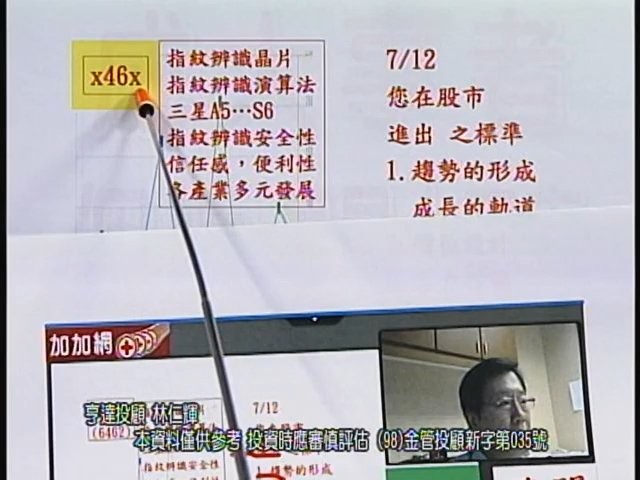 x46x
指紋辨識晶片
指紋辨識演算法
三星A5…S6
指紋辨識安全性
信任感，便利性
各產業多元發展
7/12
您在股市
進出 之標準
1.趨勢的形成
成長的軌道
加加網
7/12
(6462)
亨達投顧 林仁譁
本資料僅供參考 投資時應審慎評估 (98)金管投顧新字第035號
指紋辨識安全性
1.趨勢的形成